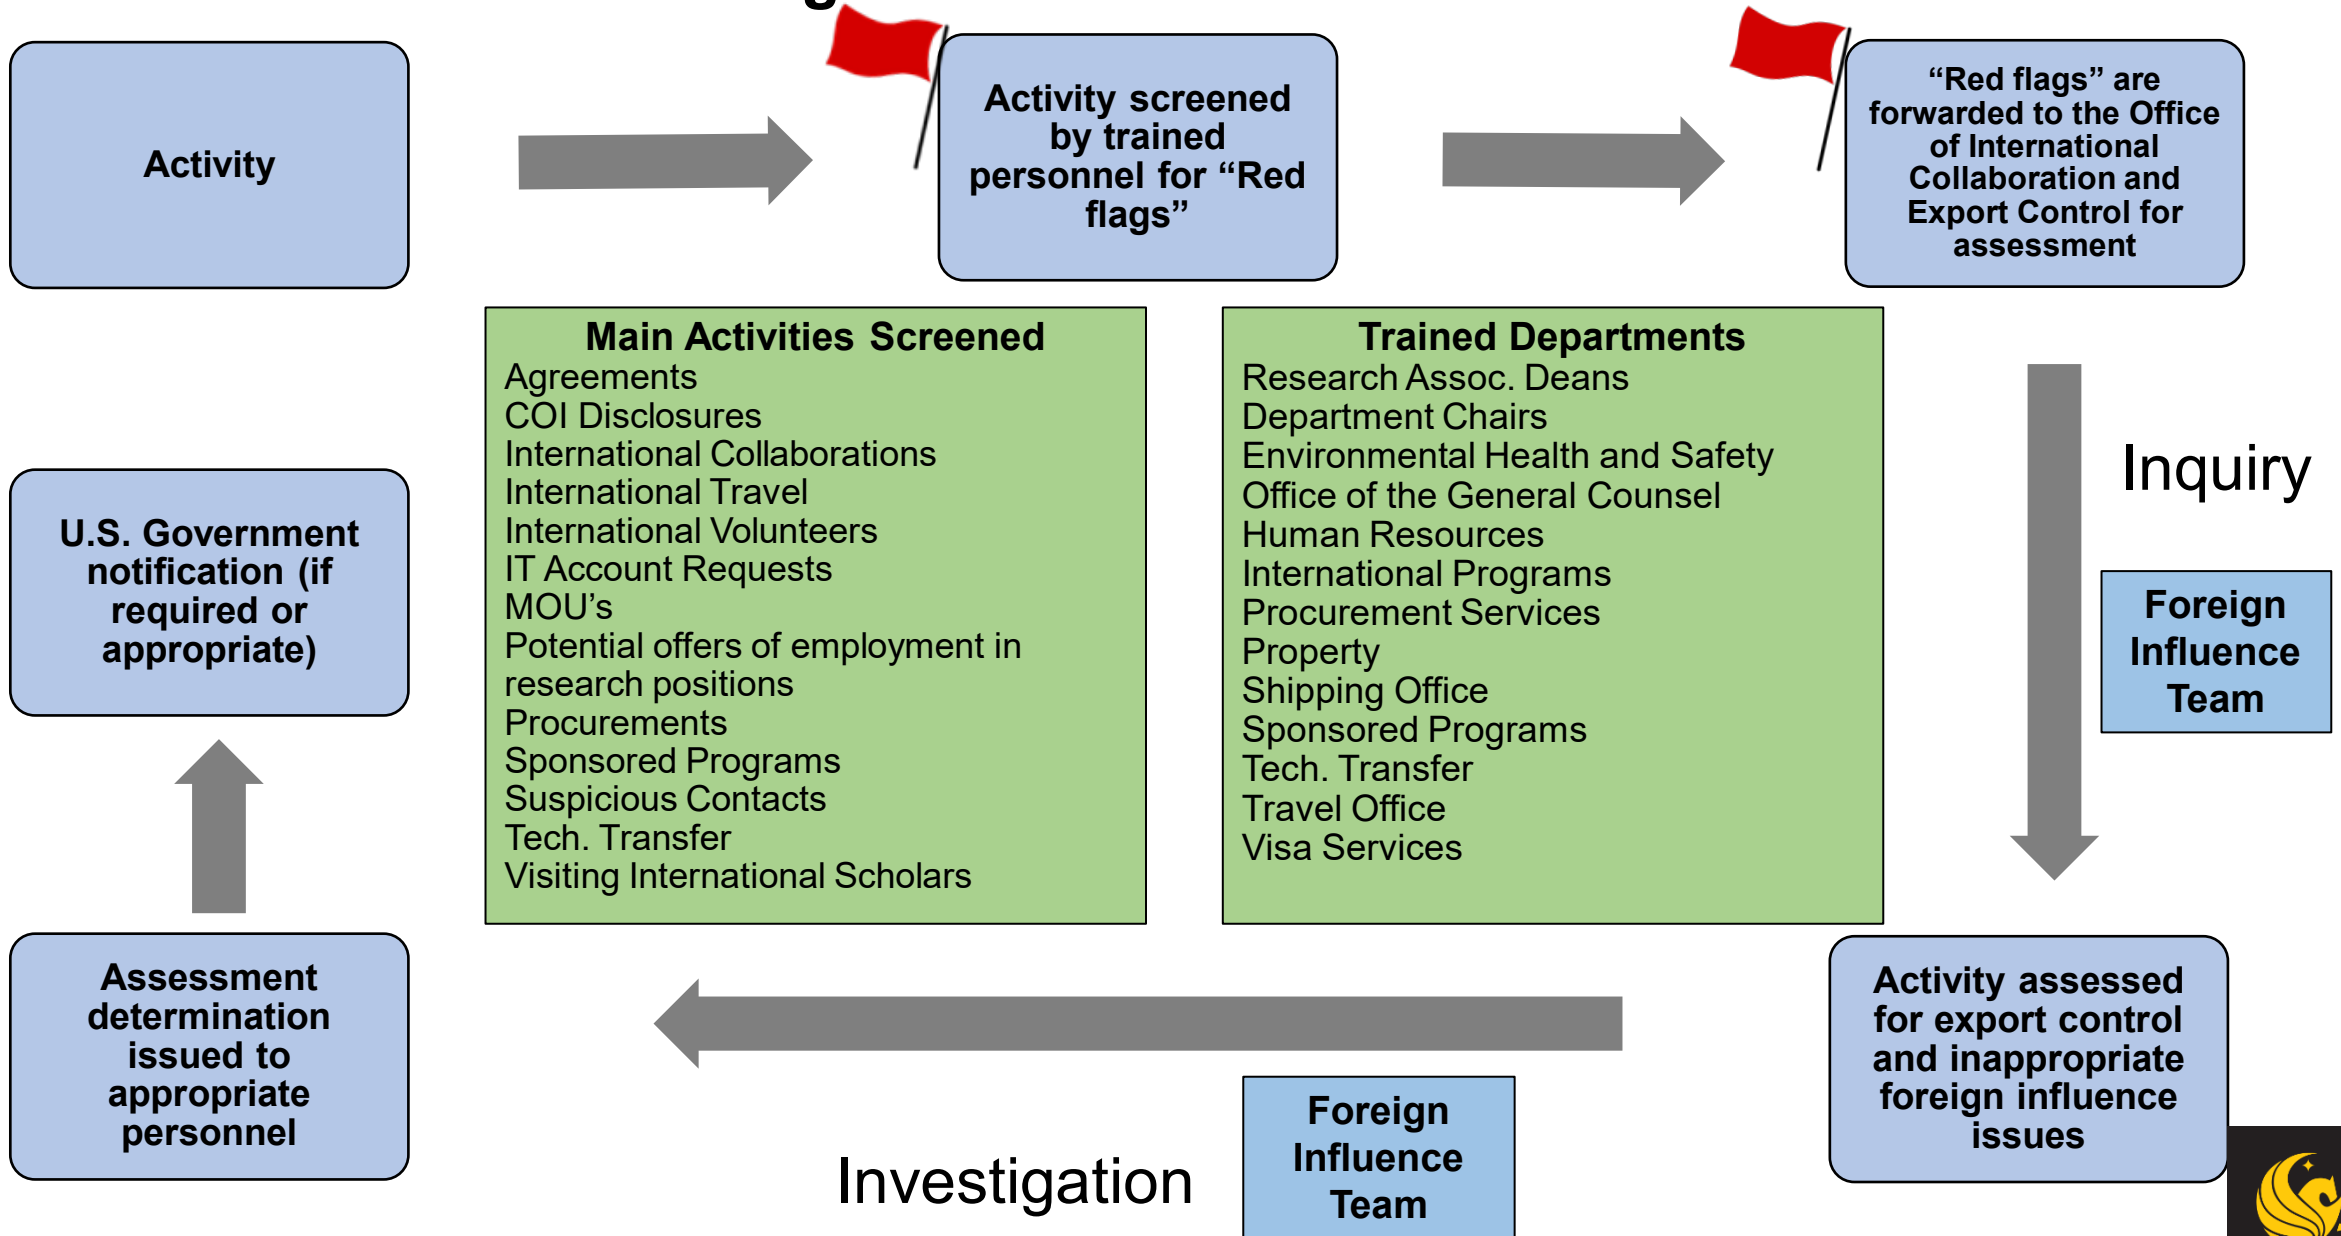 Activity
Activity screened
by trained
personnel for “Red
flags”
“Red flags” are
forwarded to the Office
of International
Collaboration and
Export Control for
assessment
Main Activities Screened
Agreements
COI Disclosures
International Collaborations
International Travel
International Volunteers
IT Account Requests
MOU’s
Potential offers of employment in
research positions
Procurements
Sponsored Programs
Suspicious Contacts
Tech. Transfer
Visiting International Scholars
Trained Departments
Research Assoc. Deans
Department Chairs
Environmental Health and Safety
Office of the General Counsel
Human Resources
International Programs
Procurement Services
Property
Shipping Office
Sponsored Programs
Tech. Transfer
Travel Office
Visa Services
Inquiry
Foreign
Influence
Team
Activity assessed
for export control
and inappropriate
foreign influence
issues
Investigation
Foreign
Influence
Team
Assessment
determination
issued to
appropriate
personnel
U.S. Government
notification (if
required or
appropriate)